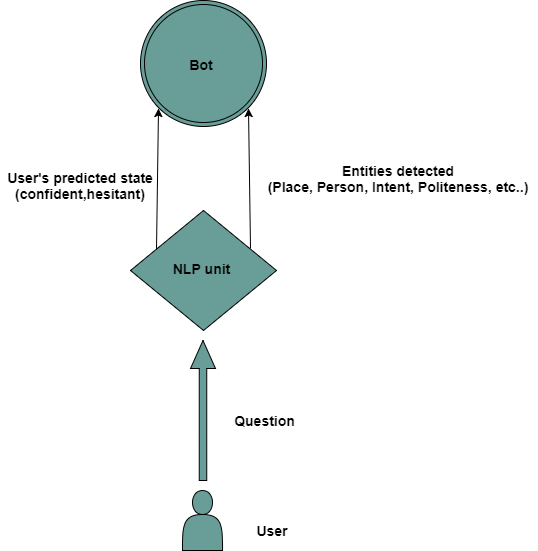 Bot
User's predicted state
(confident,hesitant)
Entities detected
(Place, Person, Intent, Politeness, etc..)
NLP unit
Question
User